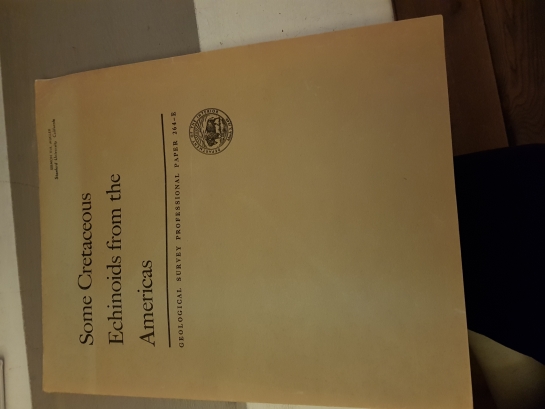 Some Cretaceous
Echinoids from the
Americas
GEOLOGICAL SURVEY PROFESSIONAL PAPER 264-E